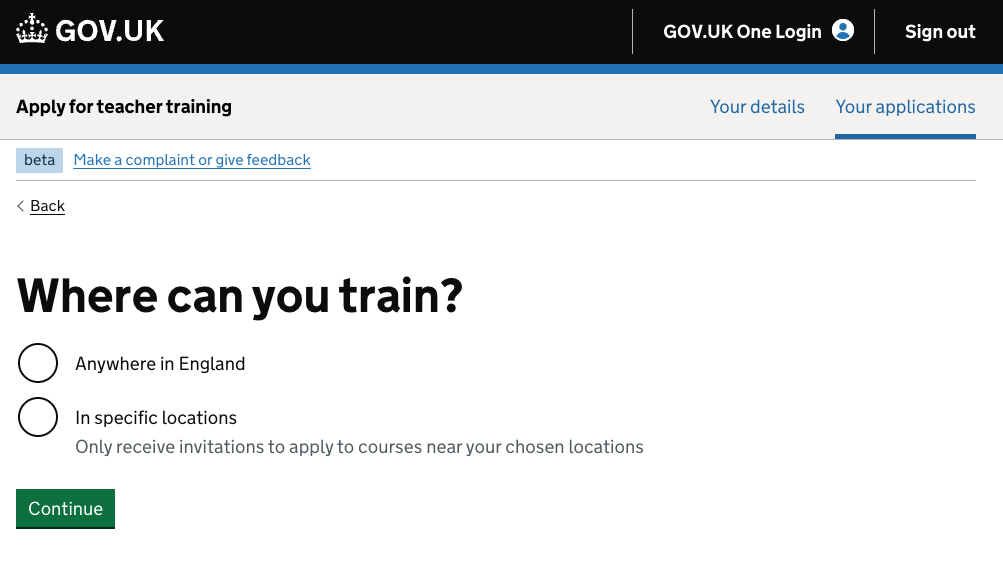 GOV.UK
GOV.UK One Login
Sign out
Apply for teacher training
Your details
Your applications
beta
Make a complaint or give feedback
Back
Where can you train?
Anywhere in England
In specific locations
Only receive invitations to apply to courses near your chosen locations
Continue